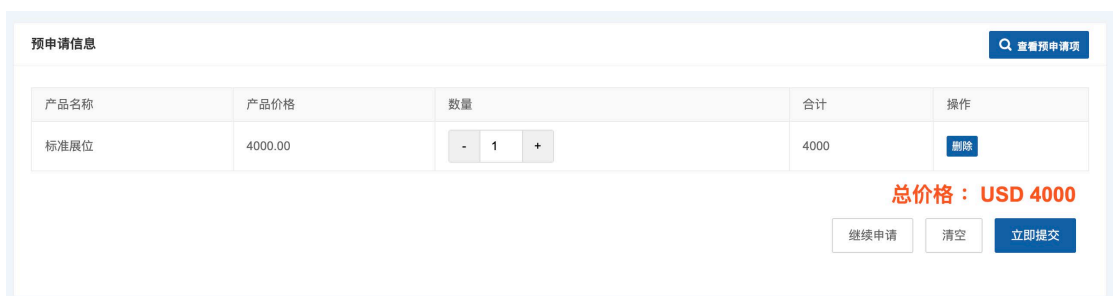 预申请信息
查看预申请项
产品名称 产品价格 数量 合计 操作
标准展位 4000.00 - 1 + 4000 删除
总价格： USD 4000
继续申请 清空 立即提交